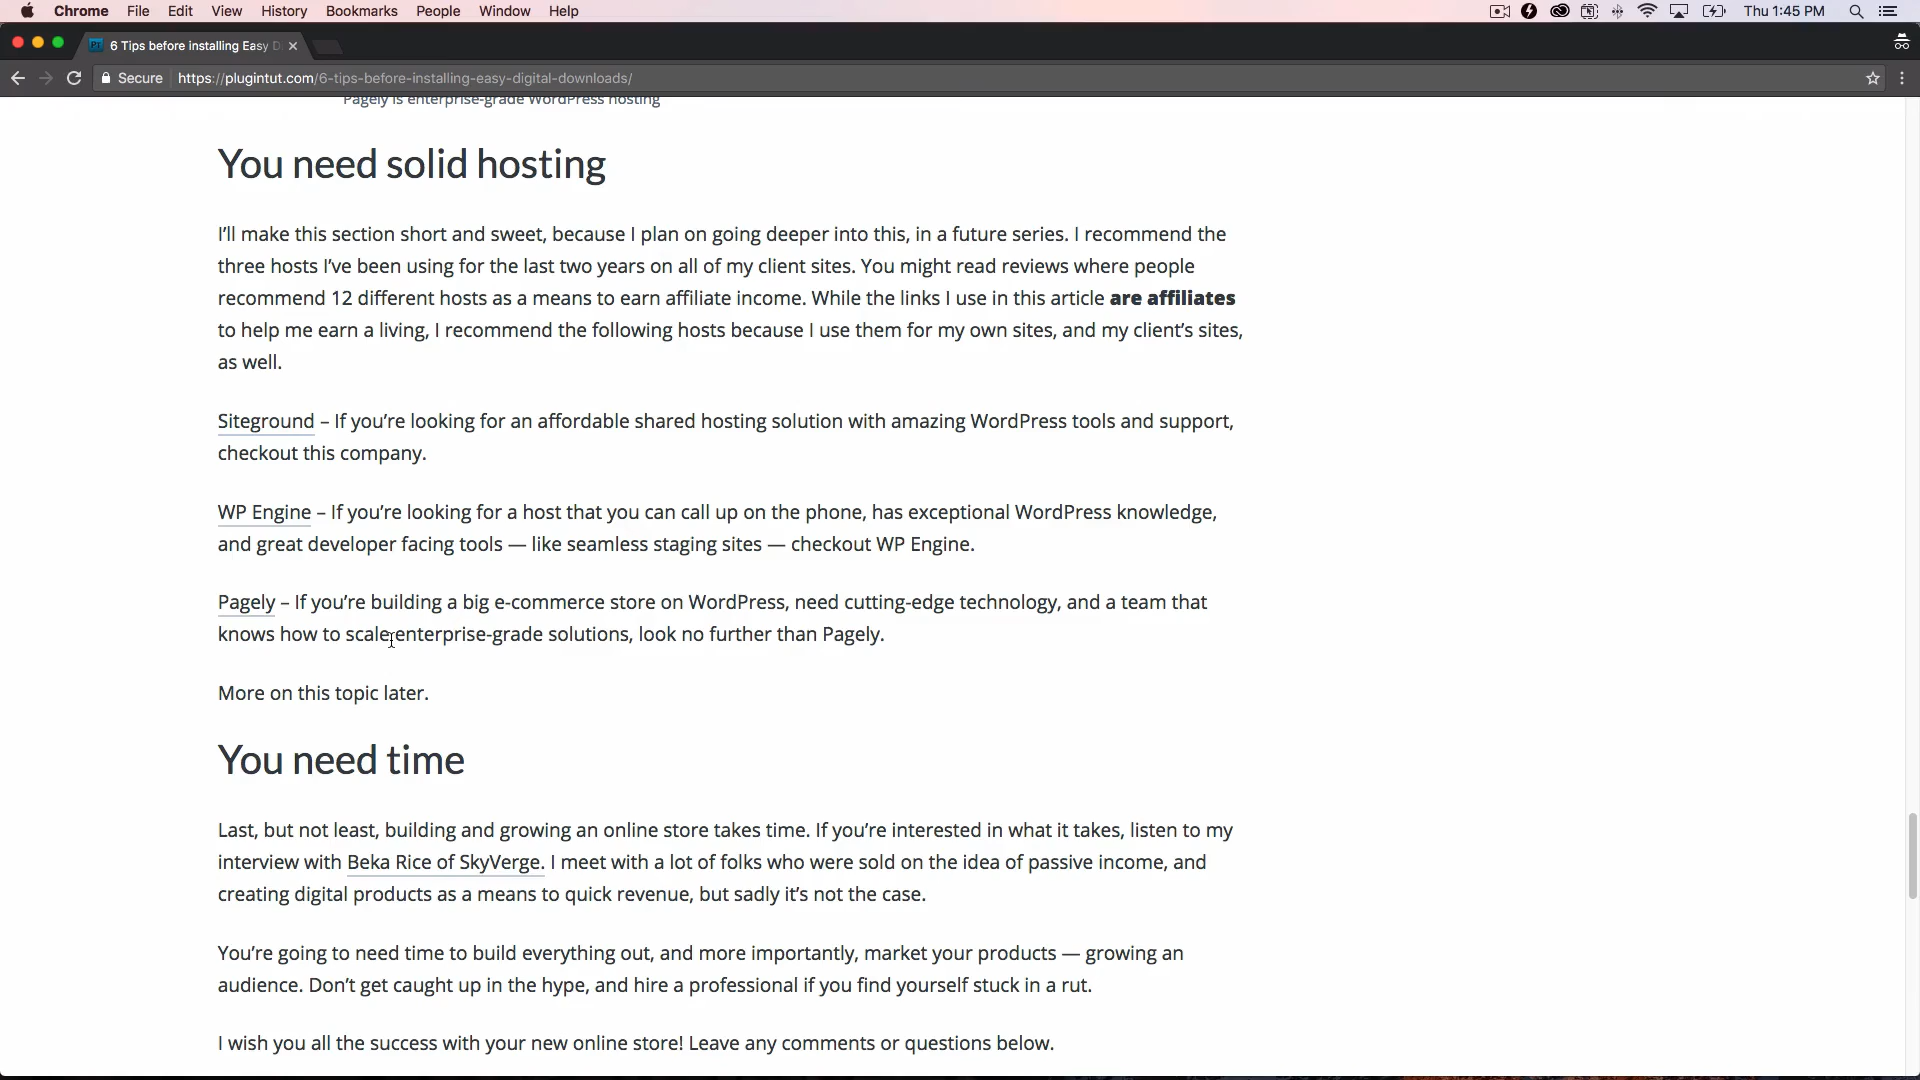 Chrome File Edit View History Bookmarks People Window Help Thu 1:45 PM
PT 6 Tips before installing Easy D
Secure https://plugintut.com/6-tips-before-installing-easy-digital-downloads/
Pagely is enterprise-grade WordPress hosting
You need solid hosting
I’ll make this section short and sweet, because I plan on going deeper into this, in a future series. I recommend the
three hosts I’ve been using for the last two years on all of my client sites. You might read reviews where people
recommend 12 different hosts as a means to earn affiliate income. While the links I use in this article are affiliates
to help me earn a living, I recommend the following hosts because I use them for my own sites, and my client’s sites,
as well.
Siteground – If you’re looking for an affordable shared hosting solution with amazing WordPress tools and support,
checkout this company.
WP Engine – If you’re looking for a host that you can call up on the phone, has exceptional WordPress knowledge,
and great developer facing tools — like seamless staging sites — checkout WP Engine.
Pagely – If you’re building a big e-commerce store on WordPress, need cutting-edge technology, and a team that
knows how to scale enterprise-grade solutions, look no further than Pagely.
More on this topic later.
You need time
Last, but not least, building and growing an online store takes time. If you’re interested in what it takes, listen to my
interview with Beka Rice of SkyVerge. I meet with a lot of folks who were sold on the idea of passive income, and
creating digital products as a means to quick revenue, but sadly it’s not the case.
You’re going to need time to build everything out, and more importantly, market your products — growing an
audience. Don’t get caught up in the hype, and hire a professional if you find yourself stuck in a rut.
I wish you all the success with your new online store! Leave any comments or questions below.